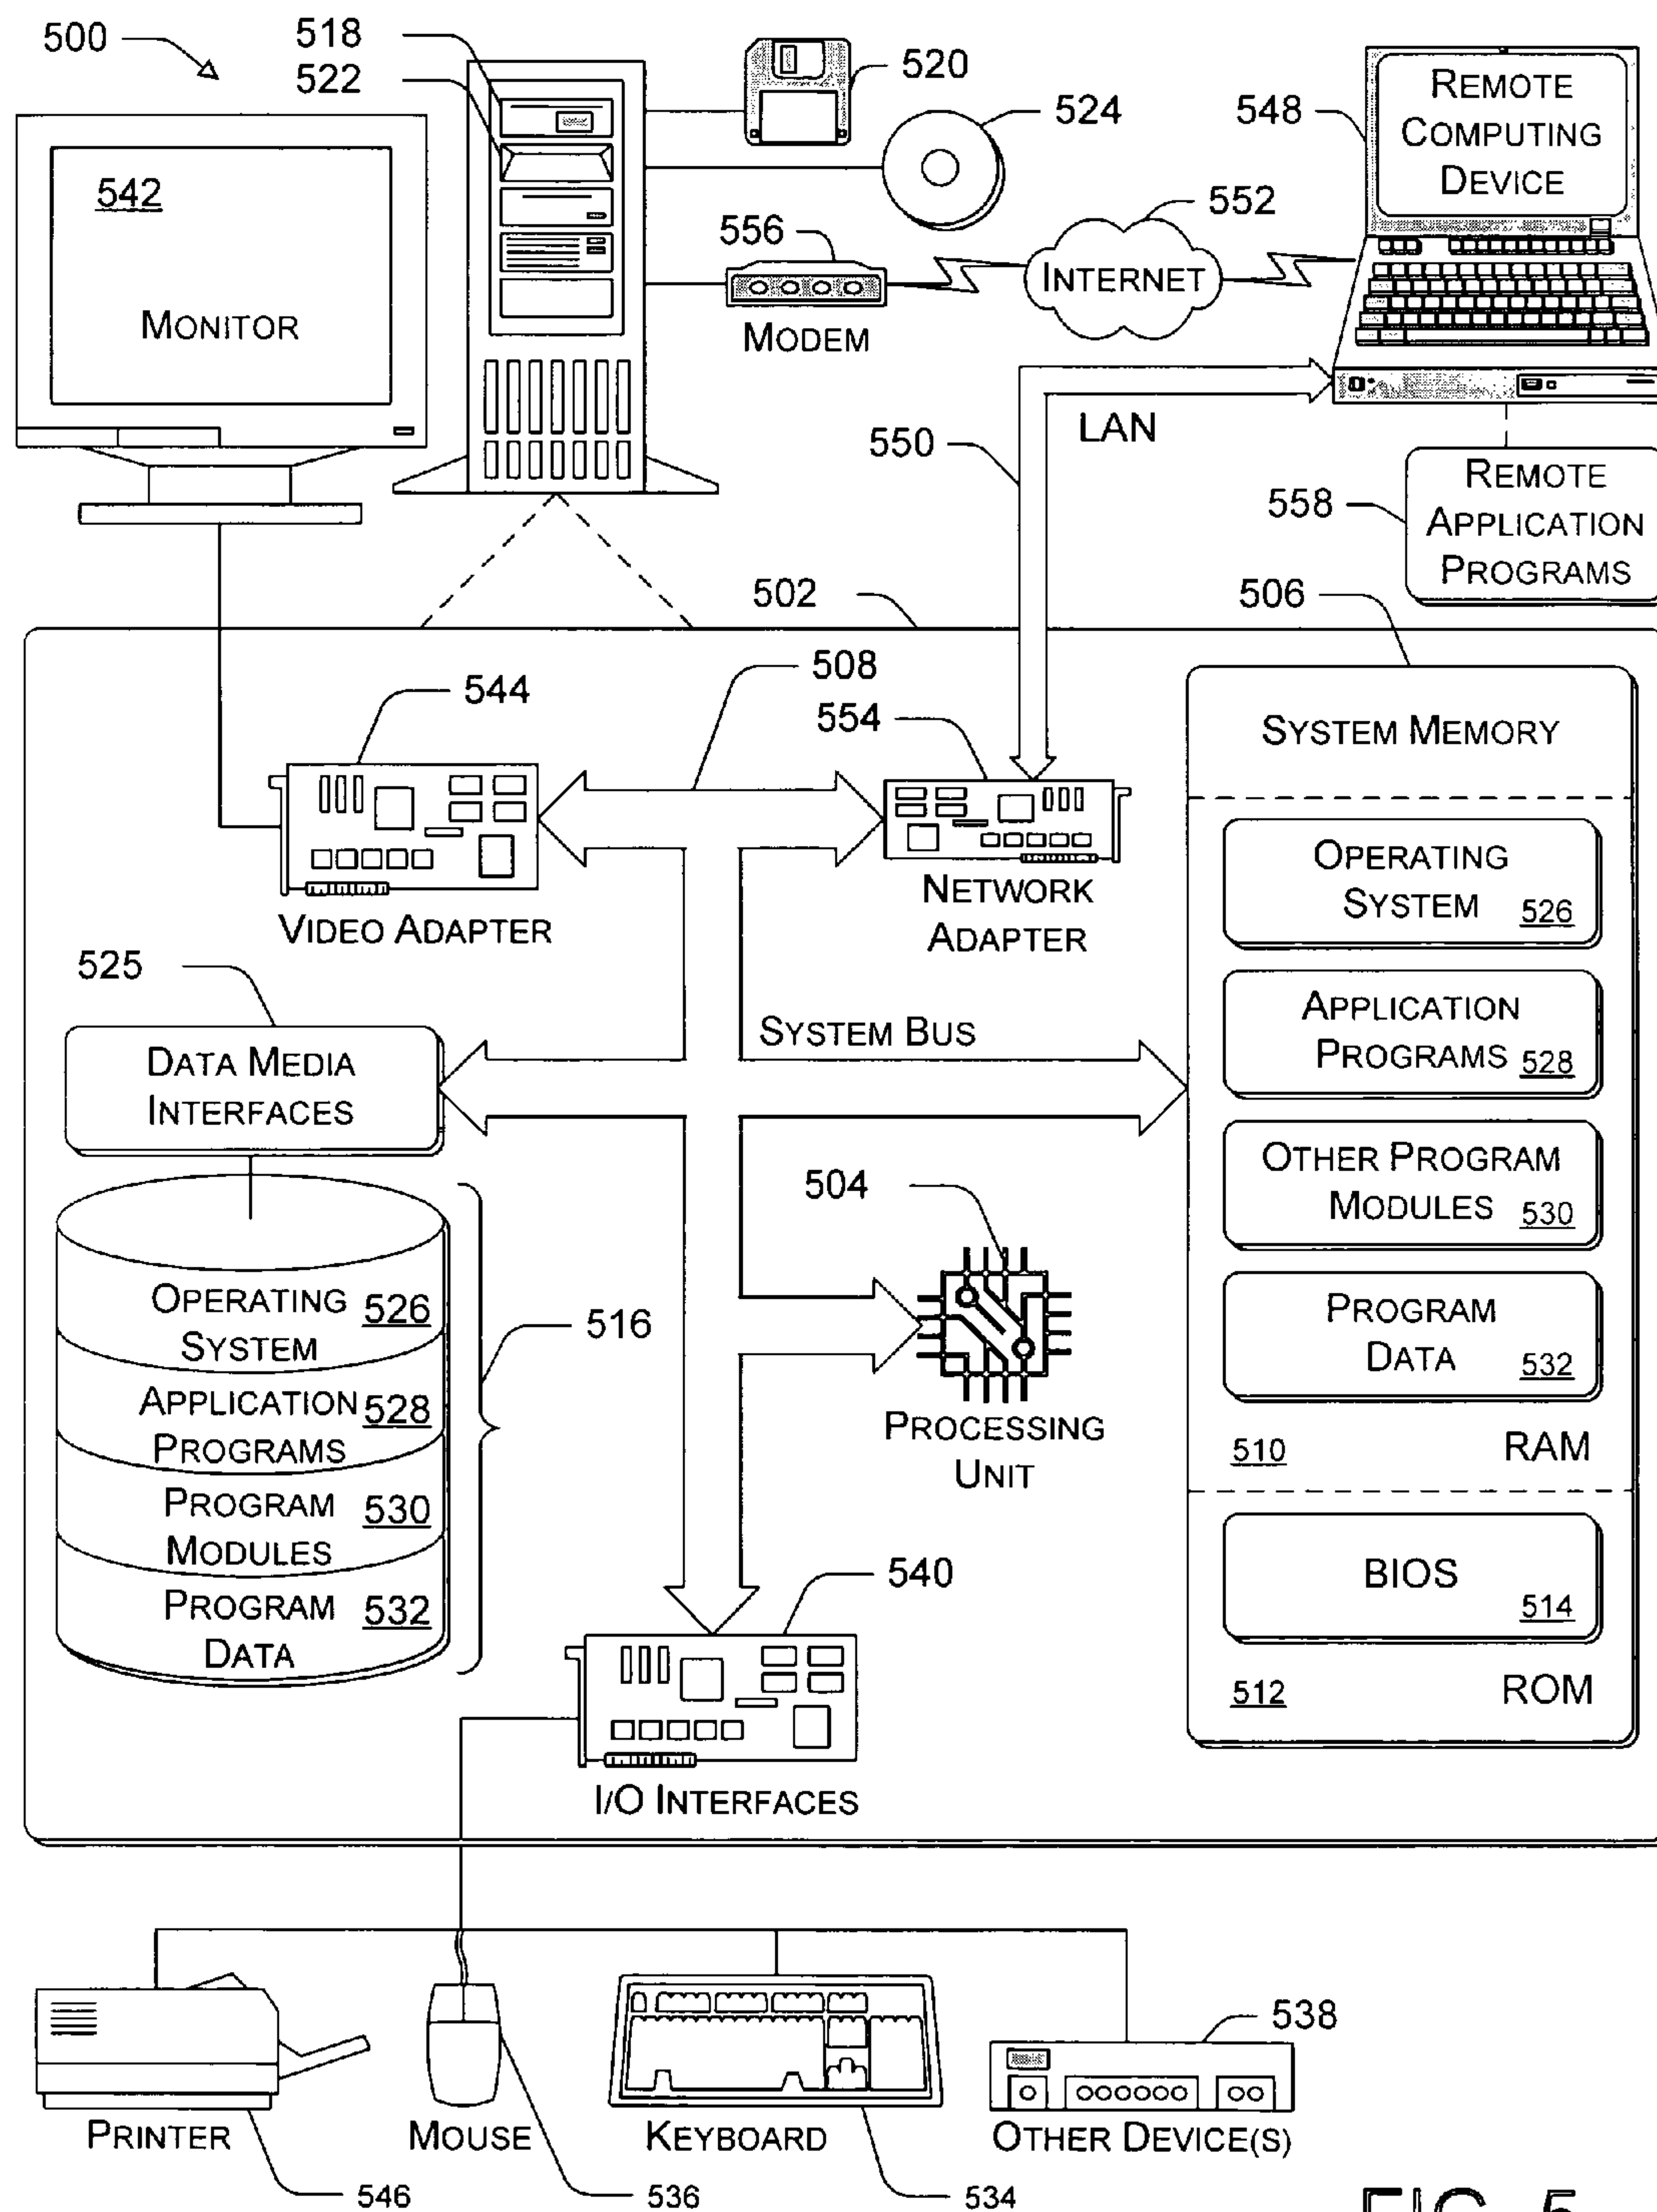 500
518
522
520
524
548
REMOTE
COMPUTING
DEVICE
542
MONITOR
556
MODEM
552
INTERNET
LAN
550
558
REMOTE
APPLICATION
PROGRAMS
502
506
508
544
554
VIDEO ADAPTER
NETWORK
ADAPTER
SYSTEM MEMORY
OPERATING
SYSTEM 526
APPLICATION
PROGRAMS 528
OTHER PROGRAM
MODULES 530
PROGRAM
DATA 532
510 RAM
BIOS
514
512 ROM
525
DATA MEDIA
INTERFACES
SYSTEM BUS
504
PROCESSING
UNIT
OPERATING 526
SYSTEM
APPLICATION 528
PROGRAMS
PROGRAM 530
MODULES
PROGRAM 532
DATA
516
540
I/O INTERFACES
PRINTER
546
MOUSE
536
KEYBOARD
534
538
OTHER DEVICE(S)
FIG. 5